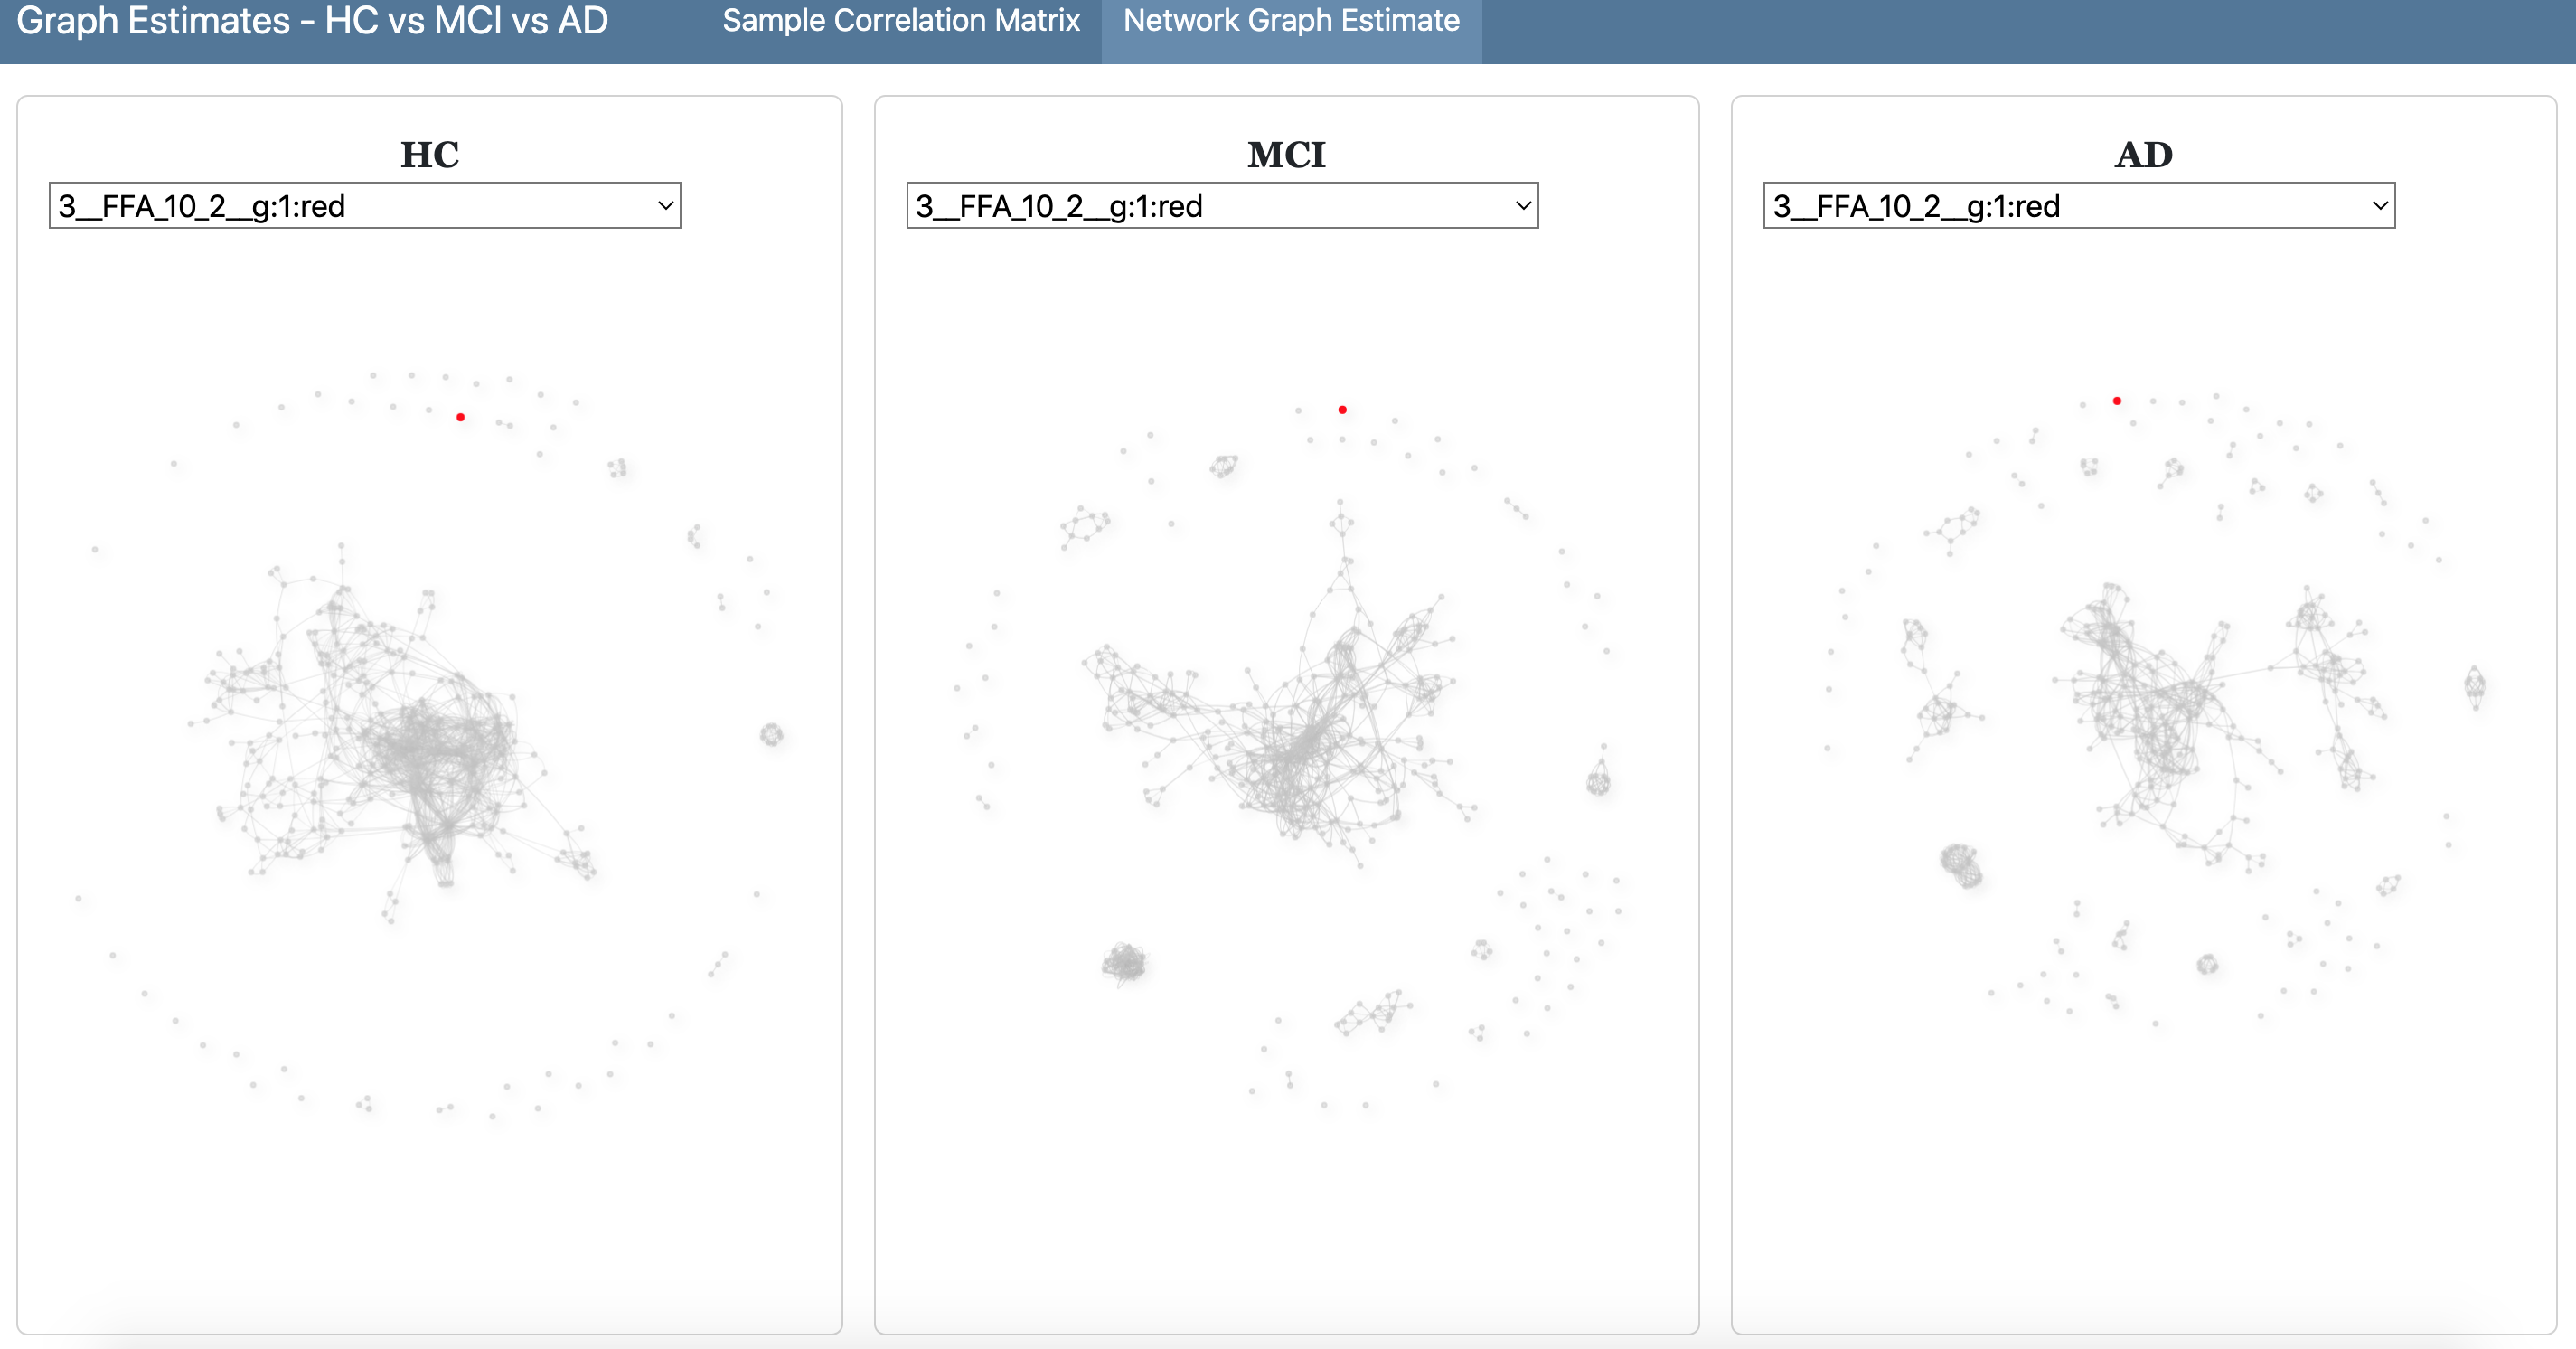 Graph Estimates - HC vs MCI vs AD
Sample Correlation Matrix
Network Graph Estimate
HC
3__FFA_10_2__g:1:red
MCI
3__FFA_10_2__g:1:red
AD
3__FFA_10_2__g:1:red